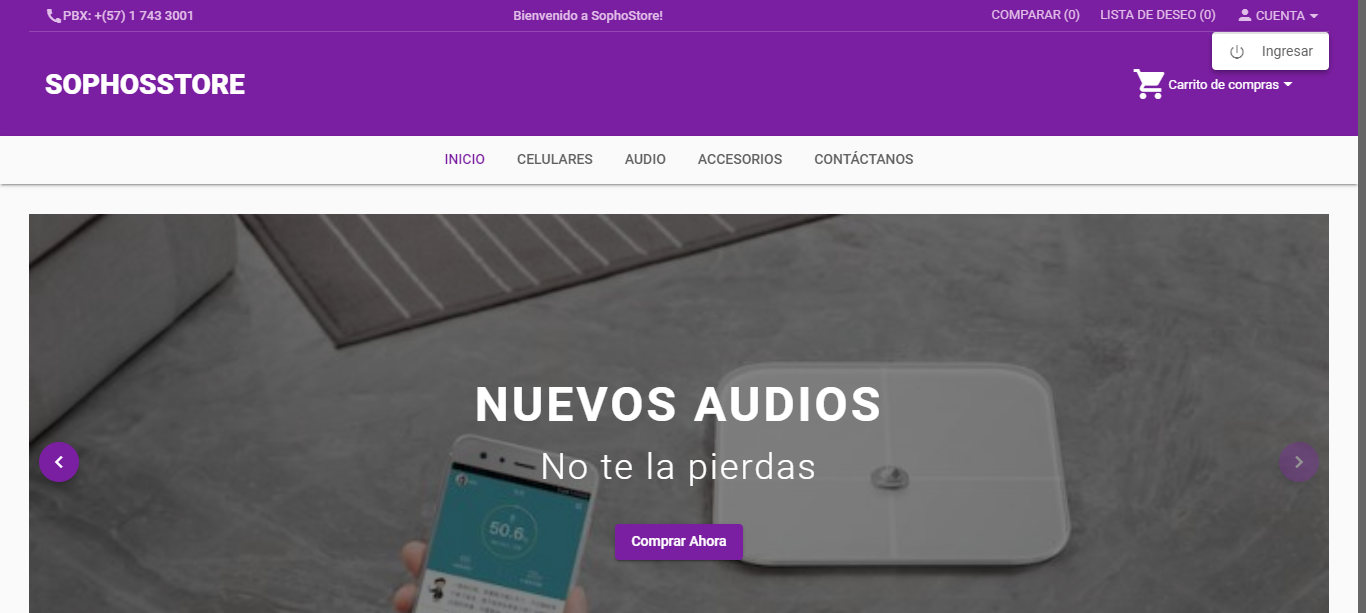 PBX: +(57) 1 743 3001
Bienvenido a SophoStore!
COMPARAR (0)
LISTA DE DESEO (0)
CUENTA
Ingresar
SOPHOSSTORE
Carrito de compras
INICIO
CELULARES
AUDIO
ACCESORIOS
CONTÁCTANOS
NUEVOS AUDIOS
No te la pierdas
50.6
Comprar Ahora